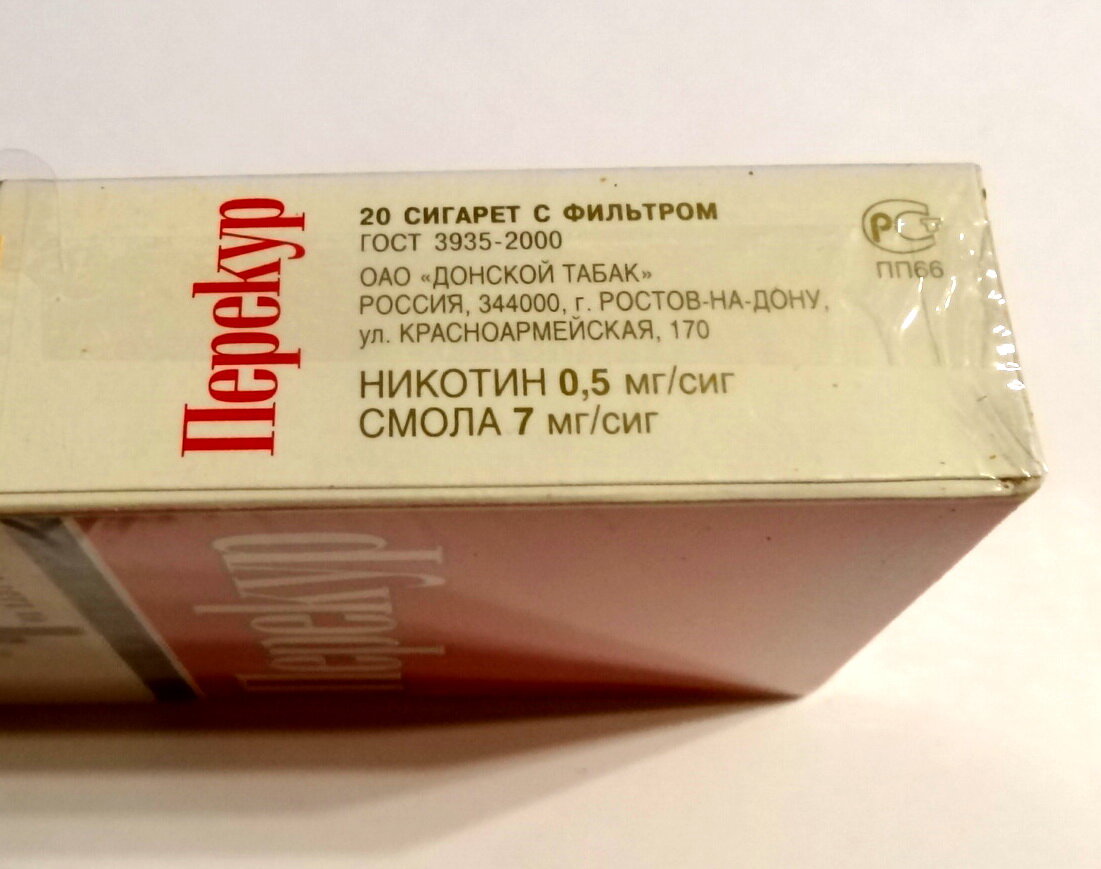 Перекур
20 СИГАРЕТ С ФИЛЬТРОМ
ГОСТ 3935-2000
ОАО «ДОНСКОЙ ТАБАК»
РОССИЯ, 344000, г. РОСТОВ-НА-ДОНУ,
ул. КРАСНОАРМЕЙСКАЯ, 170
НИКОТИН 0,5 мг/сиг
СМОЛА 7 мг/сиг
РСТ
ПП66
Перекур